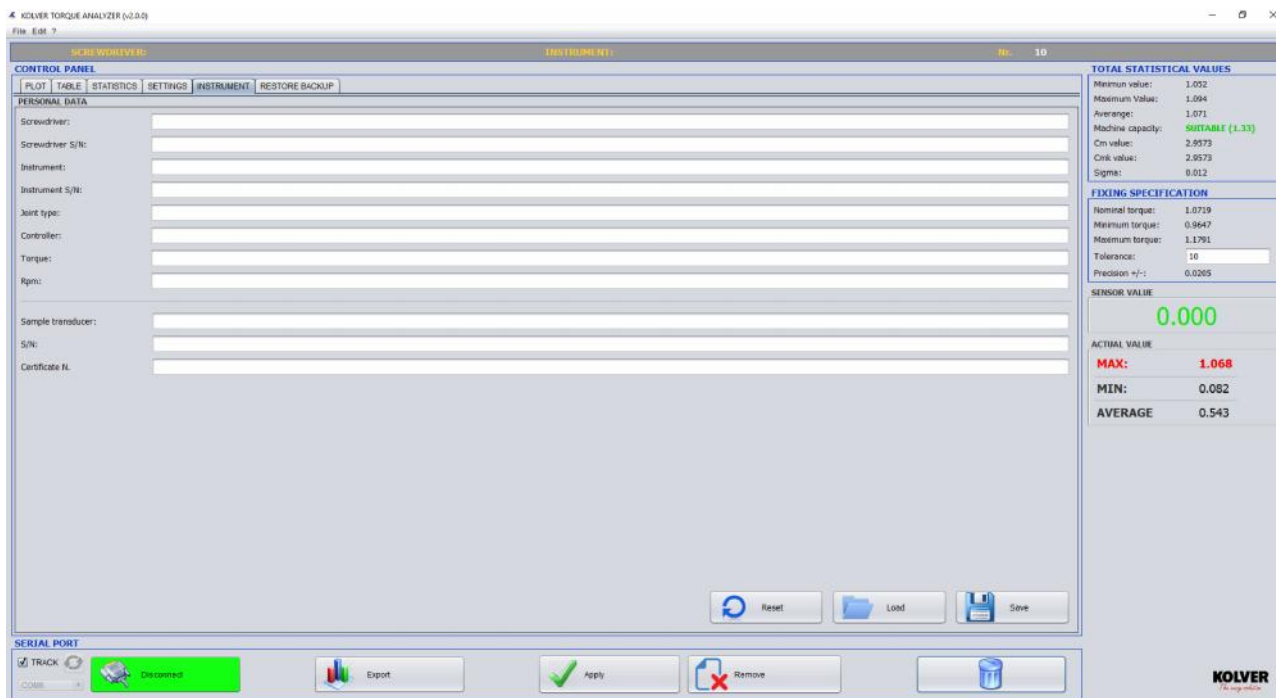 KOLVER TORQUE ANALYZER (v2.0.0)
File Edit ?
SCREWDRIVER: INSTRUMENT: Nr. 10
CONTROL PANEL
PLOT TABLE STATISTICS SETTINGS INSTRUMENT RESTORE BACKUP
PERSONAL DATA
Screwdriver:
Screwdriver S/N:
Instrument:
Instrument S/N:
Joint type:
Controller:
Torque:
Rpm:
Sample transducer:
S/N:
Certificate N.
Reset Load Save
TOTAL STATISTICAL VALUES
Minimun value: 1.052
Maximum Value: 1.094
Averange: 1.071
Machine capacity: SUITABLE (1.33)
Cm value: 2.9573
Cmk value: 2.9573
Sigma: 0.012
FIXING SPECIFICATION
Nominal torque: 1.0719
Minimum torque: 0.9647
Maximum torque: 1.1791
Tolerance: 10
Precision +/-: 0.0205
SENSOR VALUE
0.000
ACTUAL VALUE
MAX: 1.068
MIN: 0.082
AVERAGE 0.543
SERIAL PORT
TRACK
Disconnect Export Apply Remove
KOLVER
The easy solution